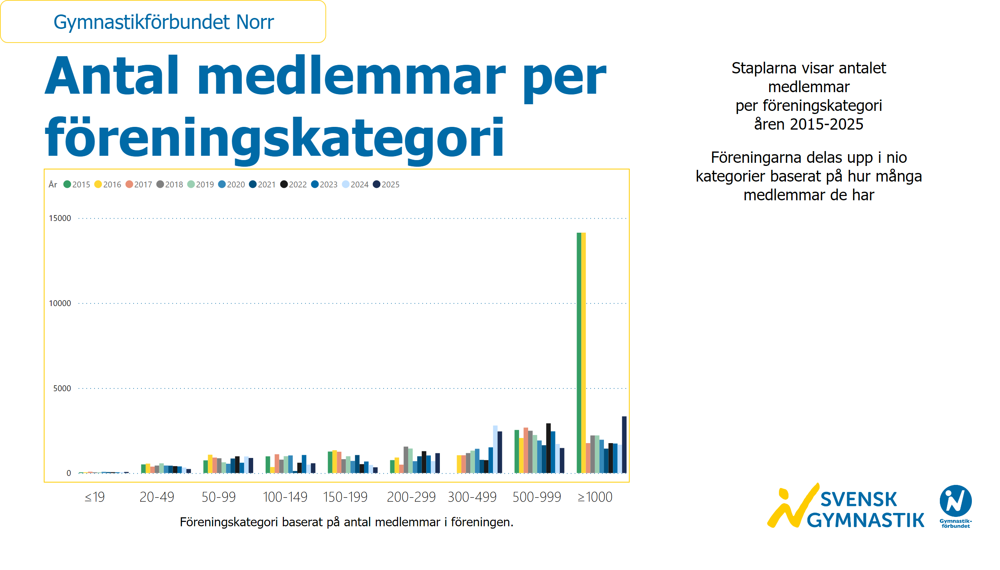 Gymnastikförbundet Norr
Antal medlemmar per
föreningskategori
Staplarna visar antalet
medlemmar
per föreningskategori
åren 2015-2025
Föreningarna delas upp i nio
kategorier baserat på hur många
medlemmar de har
År 2015 2016 2017 2018 2019 2020 2021 2022 2023 2024 2025
15000
10000
5000
0
≤19 20-49 50-99 100-149 150-199 200-299 300-499 500-999 ≥1000
Föreningskategori baserat på antal medlemmar i föreningen.
SVENSK
GYMNASTIK
Gymnastik-
förbundet